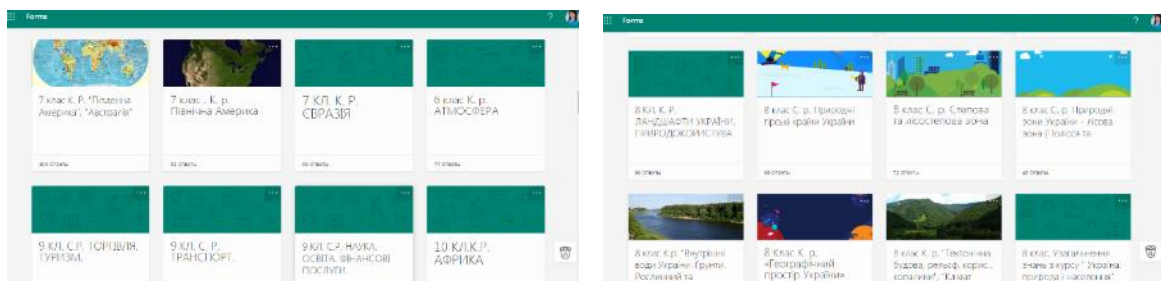 Forms
?
7 клас К. Р. "Південна
Америка", "Австралія"
7 клас . К. р.
Північна Америка
7 КЛ. К. Р.
ЄВРАЗІЯ
6 клас К. р.
АТМОСФЕРА
9 КЛ. С.Р. ТОРГІВЛЯ.
ТУРИЗМ.
9 КЛ. С. Р.
ТРАНСПОРТ.
9 КЛ. С.Р. НАУКА.
ОСВІТА. ФІНАНСОВІ
ПОСЛУГИ.
10 КЛ.К.Р.
АФРИКА
Forms
?
8 КЛ. К. Р.
ЛАНДШАФТИ УКРАЇНИ,
ПРИРОДОКОРИСТУВА
8 клас С. р. Природні
гірські країни України
8 клас С. р. Степова
та лісостепова зона
8 клас С. р. Природні
зони України – лісова
зона (Полісся та
8 клас К.р. "Внутрішні
води України. Ґрунти.
Рослинний та
8 Клас К. р.
«Географічний
простір України»
8 клас К. р. "Тектонічна
будова, рельєф, корис...
копалини", "Клімат
8 клас. Узагальнення
знань з курсу " Україна:
природа і населення"